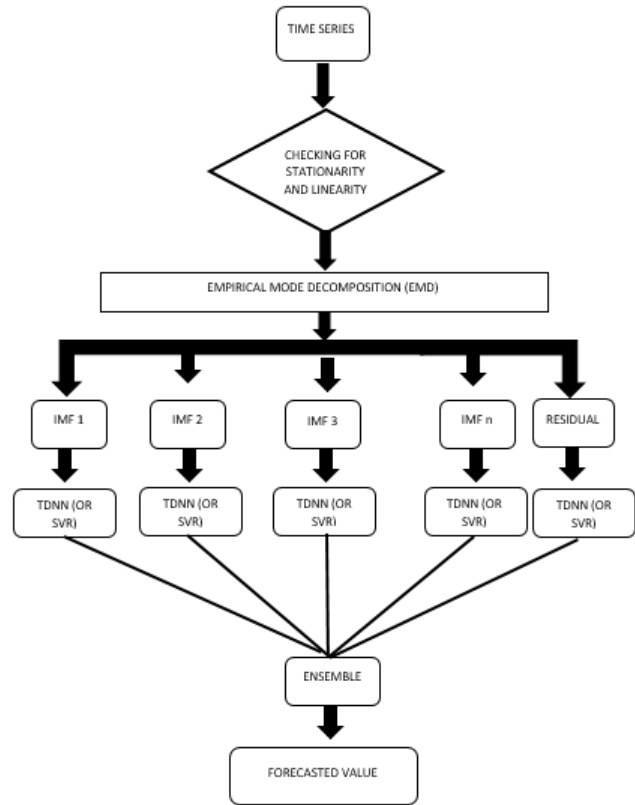 TIME SERIES
CHECKING FOR
STATIONARITY
AND LINEARITY
EMPIRICAL MODE DECOMPOSITION (EMD)
IMF 1
IMF 2
IMF 3
IMF n
RESIDUAL
TDNN (OR
SVR)
TDNN (OR
SVR)
TDNN (OR
SVR)
TDNN (OR
SVR)
TDNN (OR
SVR)
ENSEMBLE
FORECASTED VALUE